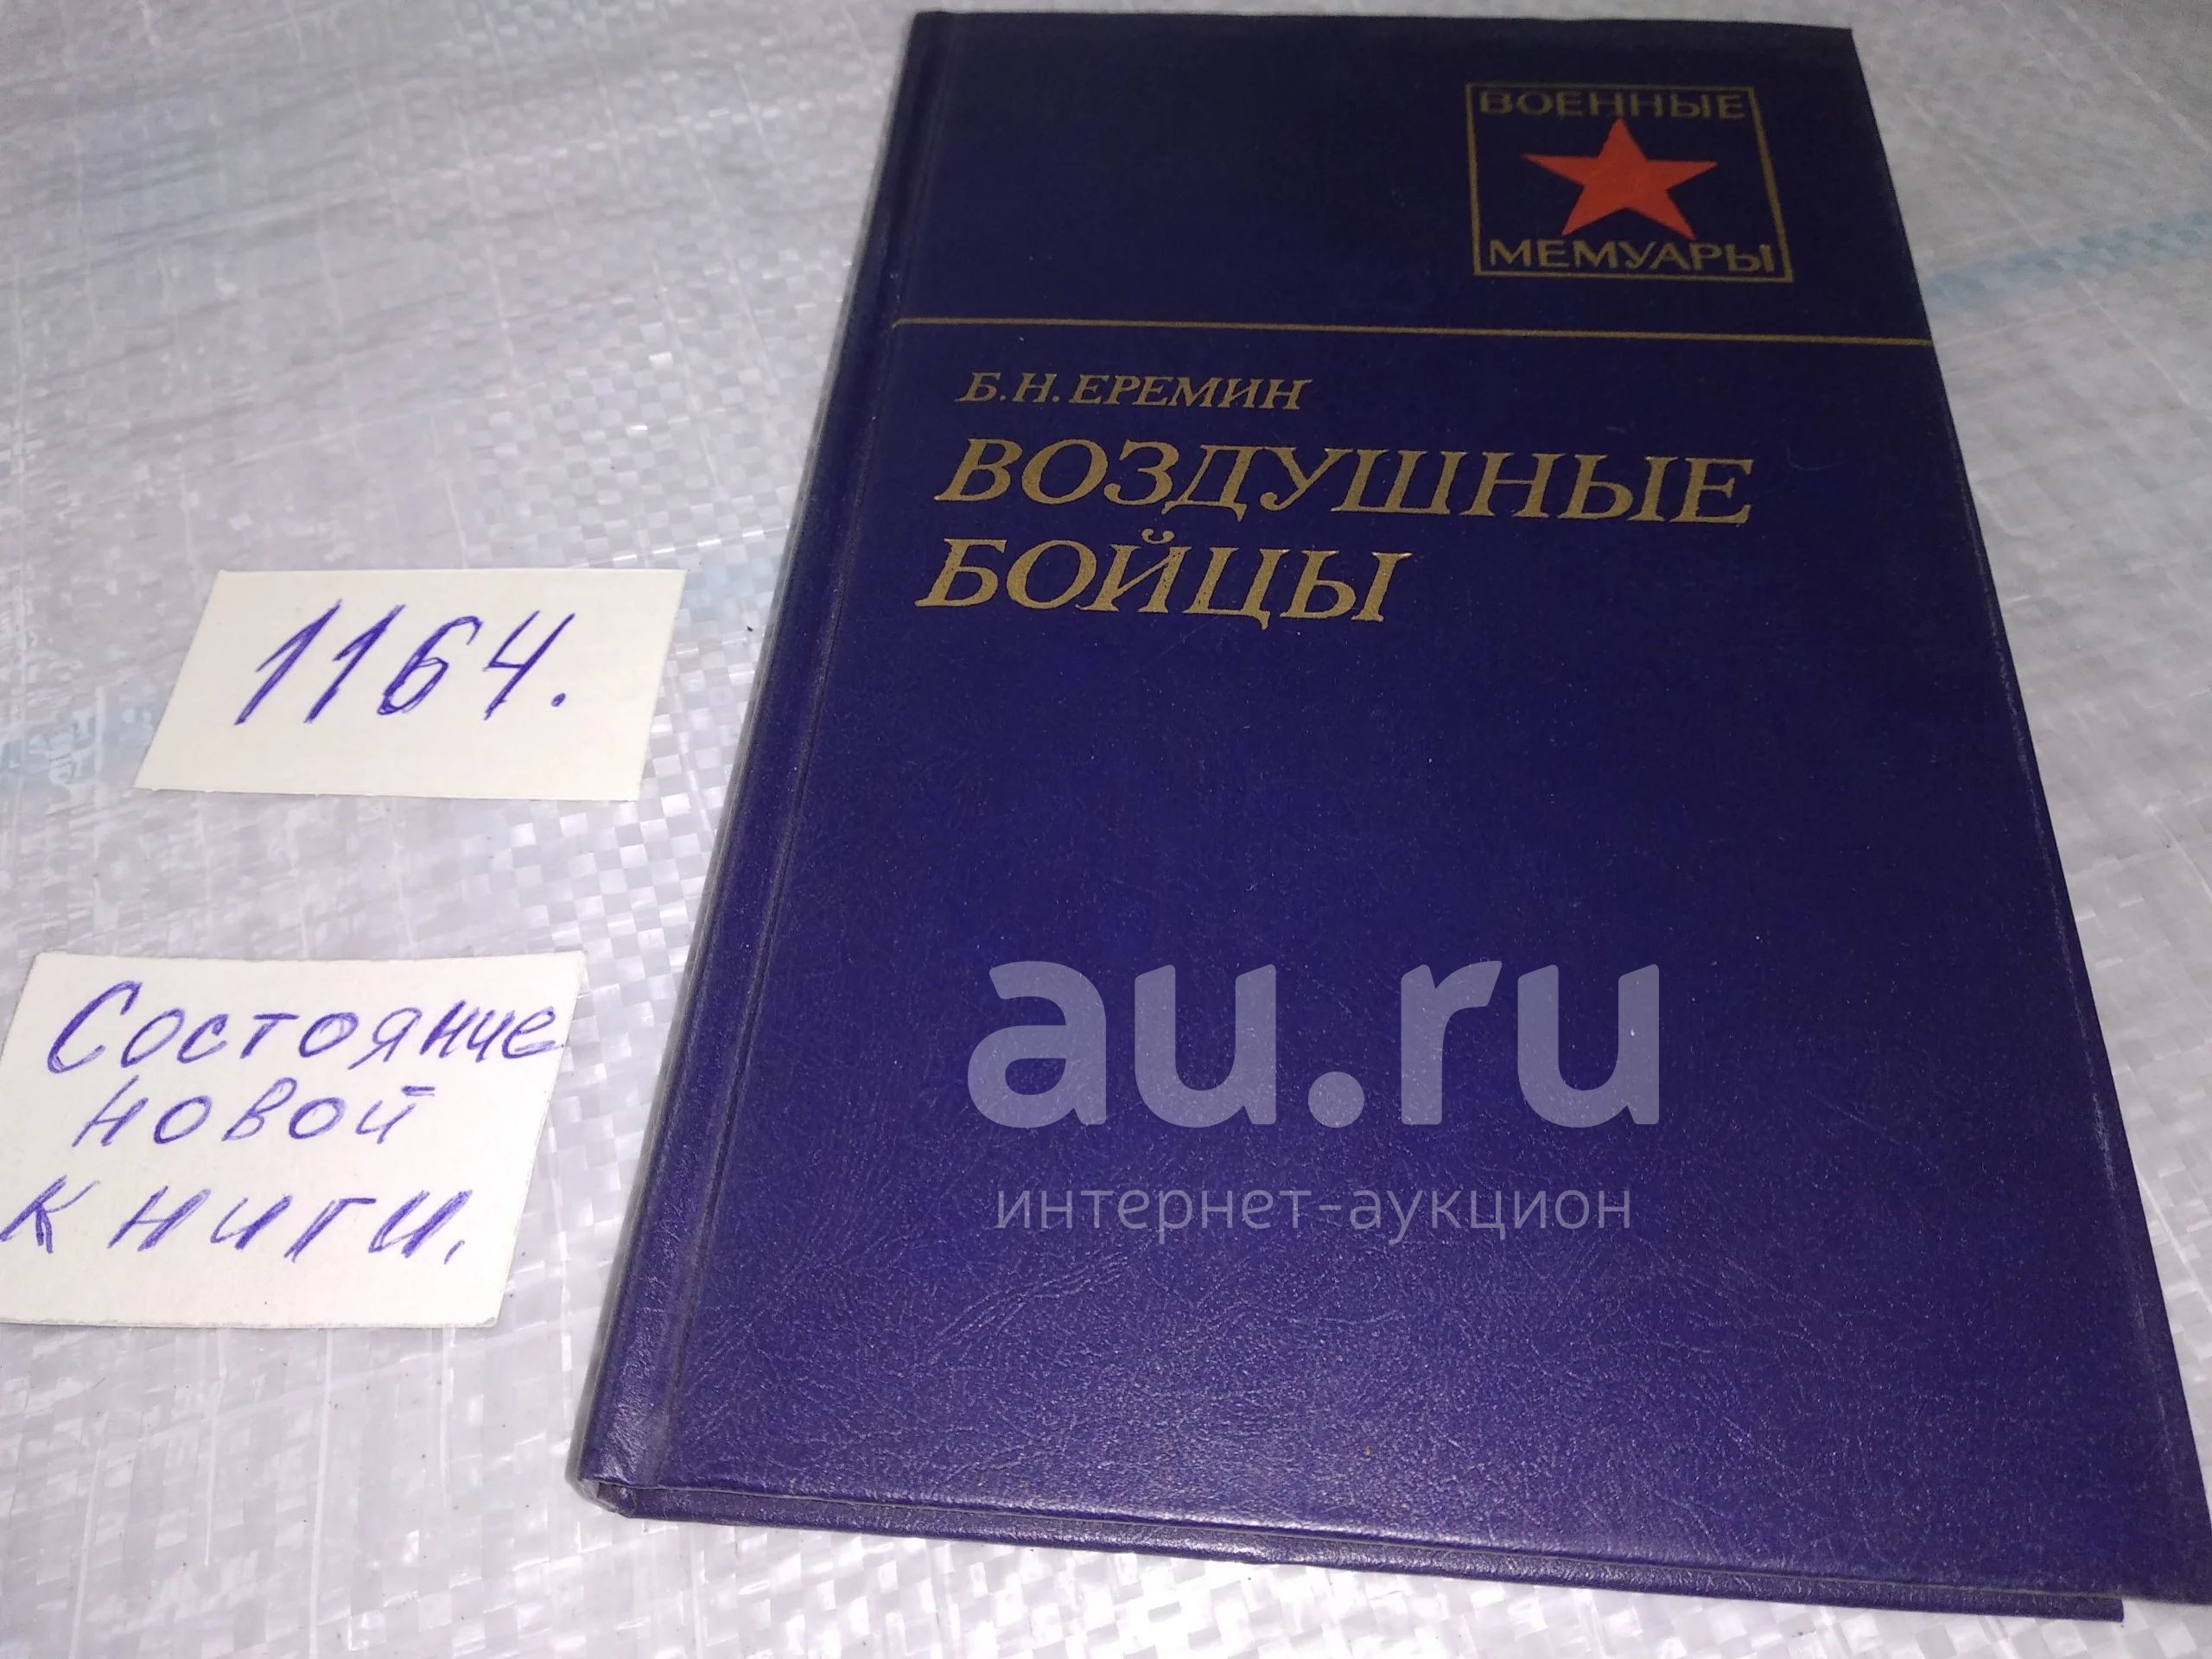 ВОЕННЫЕ
МЕМУАРЫ
Б.Н.ЕРЕМИН
ВОЗДУШНЫЕ
БОЙЦЫ
1164.
Состояние
новой
книги.
au.ru
интернет-аукцион